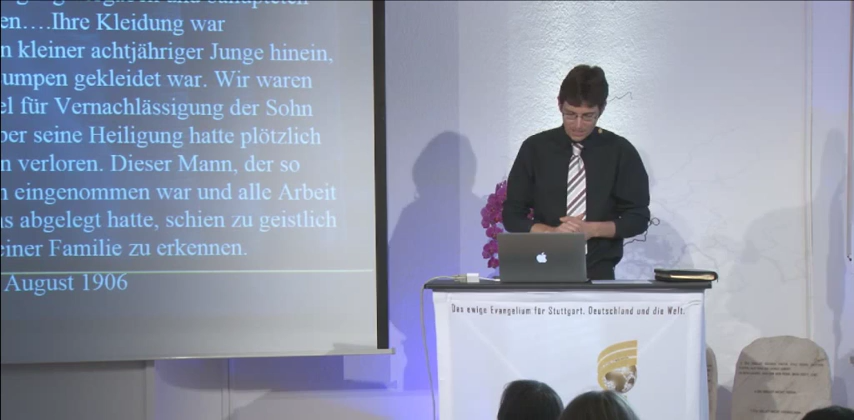 en….Ihre Kleidung war
n kleiner achtjähriger Junge hinein,
umpen gekleidet war. Wir waren
el für Vernachlässigung der Sohn
ber seine Heiligung hatte plötzlich
n verloren. Dieser Mann, der so
n eingenommen war und alle Arbeit
as abgelegt hatte, schien zu geistlich
einer Familie zu erkennen.
August 1906
Das ewige Evangelium für Stuttgart, Deutschland und die Welt.